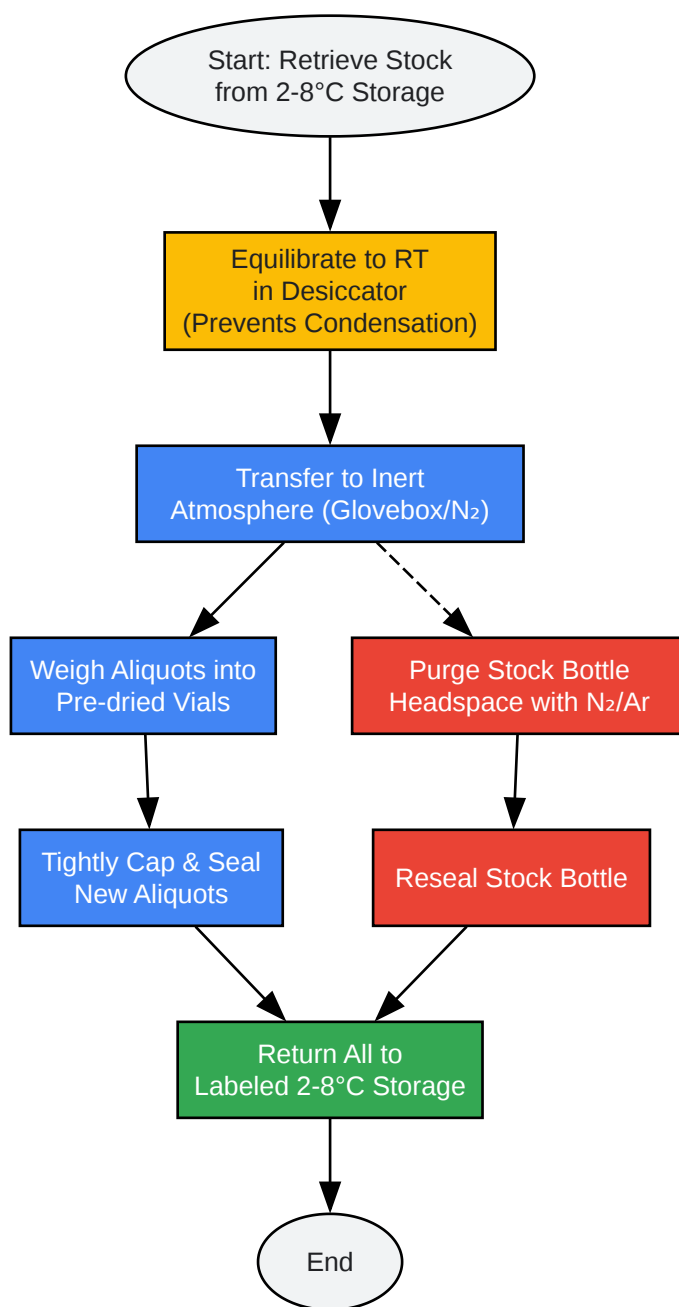 Start: Retrieve Stock
from 2-8°C Storage
Equilibrate to RT
in Desiccator
(Prevents Condensation)
Transfer to Inert
Atmosphere (Glovebox/N₂)
Weigh Aliquots into
Pre-dried Vials
Purge Stock Bottle
Headspace with N₂/Ar
Tightly Cap & Seal
New Aliquots
Reseal Stock Bottle
Return All to
Labeled 2-8°C Storage
End